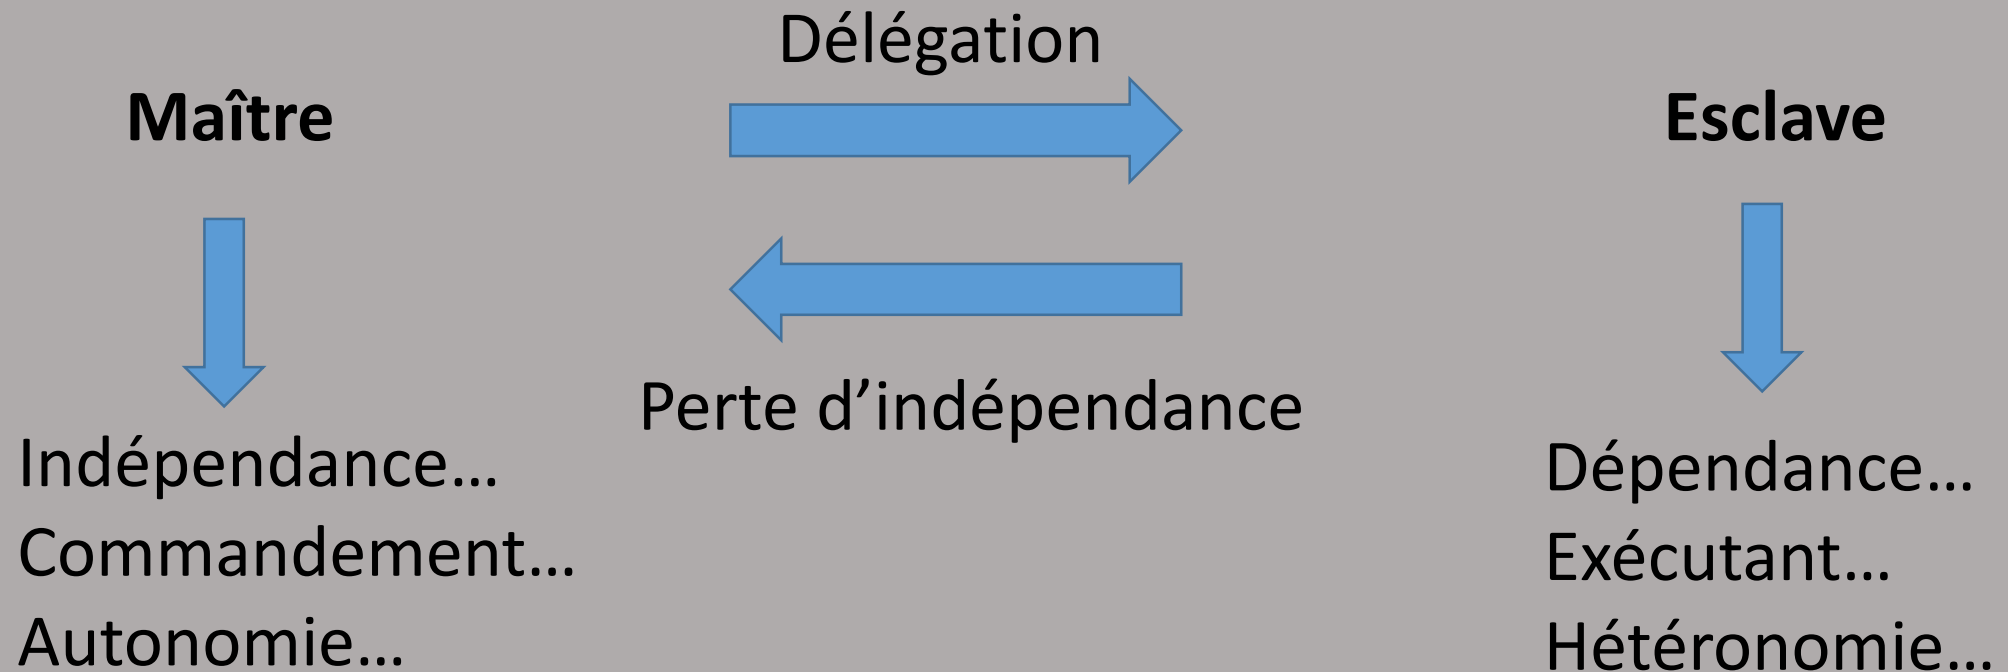 Délégation
Maître
Esclave
Perte d’indépendance
Indépendance…
Commandement…
Autonomie…
Dépendance…
Exécutant…
Hétéronomie…